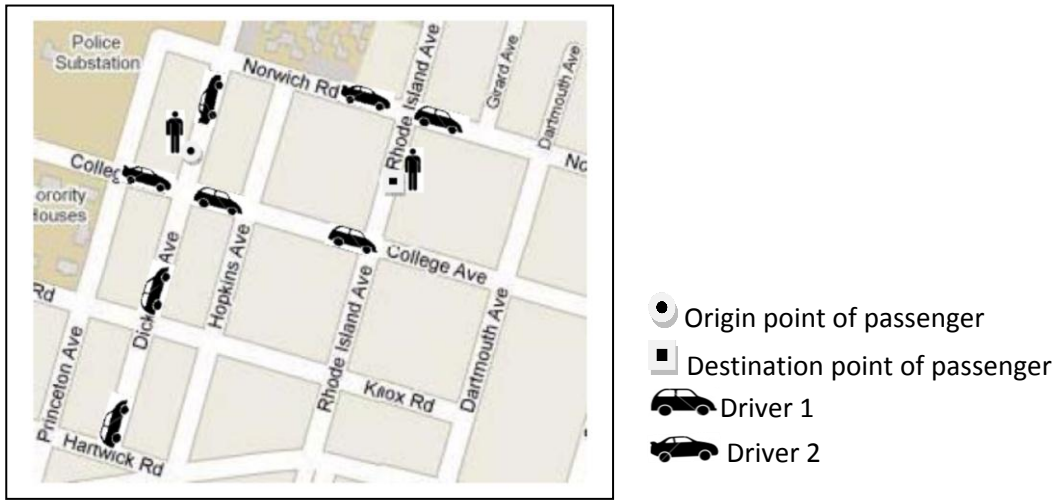 Police
Substation
Norwich Rd
Rhode Island Ave
Girard Ave
Dartmouth Ave
No
Colleg
orority
Houses
Ave
Hopkins Ave
College Ave
Rd
Dick
Princeton Ave
Rhode Island Ave
Dartmouth Ave
Knox Rd
Hartwick Rd
Origin point of passenger
Destination point of passenger
Driver 1
Driver 2